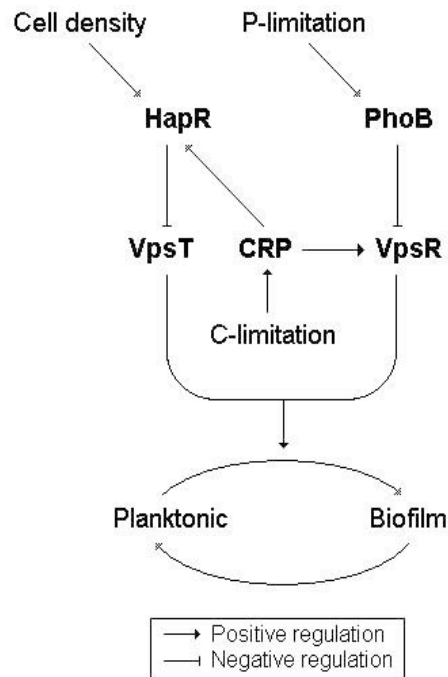 Cell density P-limitation
HapR PhoB
VpsT CRP VpsR
C-limitation
Planktonic Biofilm
Positive regulation
Negative regulation